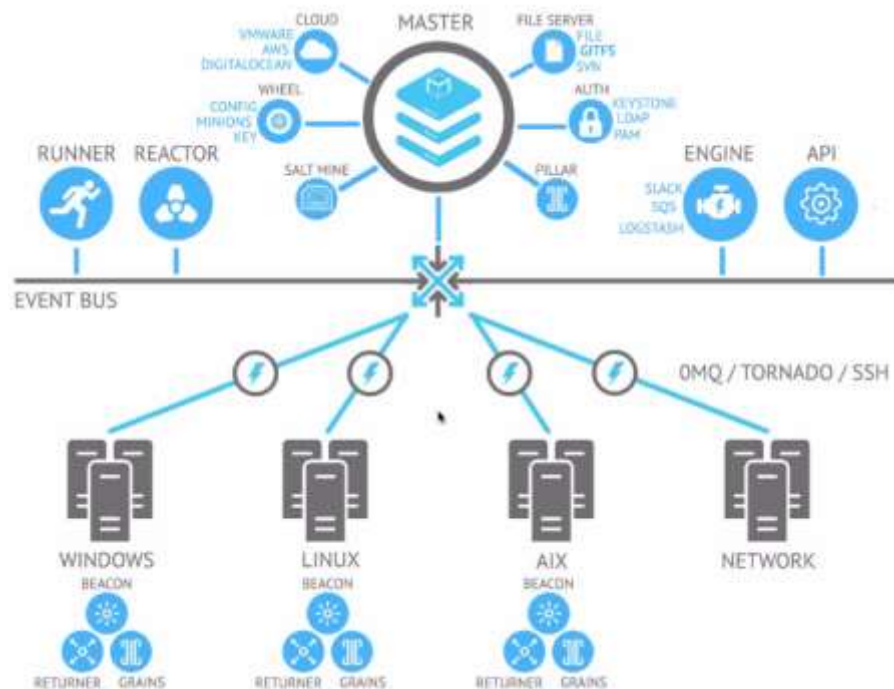 CLOUD
VMWARE
AWS
DIGITALOCEAN
MASTER
FILE SERVER
FILE
GITFS
SVN
WHEEL
CONFIG
MINIONS
KEY
AUTH
KEYSTONE
LDAP
PAM
RUNNER
REACTOR
SALT MINE
PILLAR
ENGINE
SLACK
SQS
LOGSTASH
API
EVENT BUS
0MQ / TORNADO / SSH
WINDOWS
LINUX
AIX
NETWORK
BEACON
BEACON
BEACON
RETURNER
GRAINS
RETURNER
GRAINS
RETURNER
GRAINS